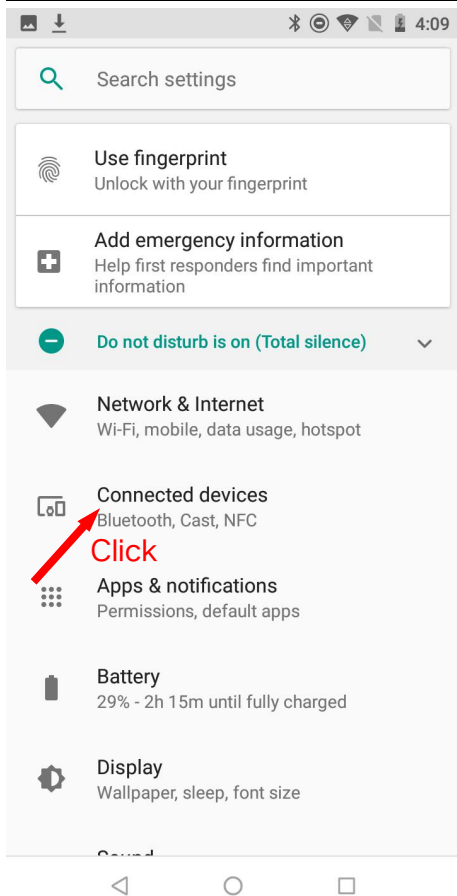 4:09
Search settings
Use fingerprint
Unlock with your fingerprint
Add emergency information
Help first responders find important
information
Do not disturb is on (Total silence)
Network & Internet
Wi-Fi, mobile, data usage, hotspot
Connected devices
Bluetooth, Cast, NFC
Click
Apps & notifications
Permissions, default apps
Battery
29% - 2h 15m until fully charged
Display
Wallpaper, sleep, font size
Sound